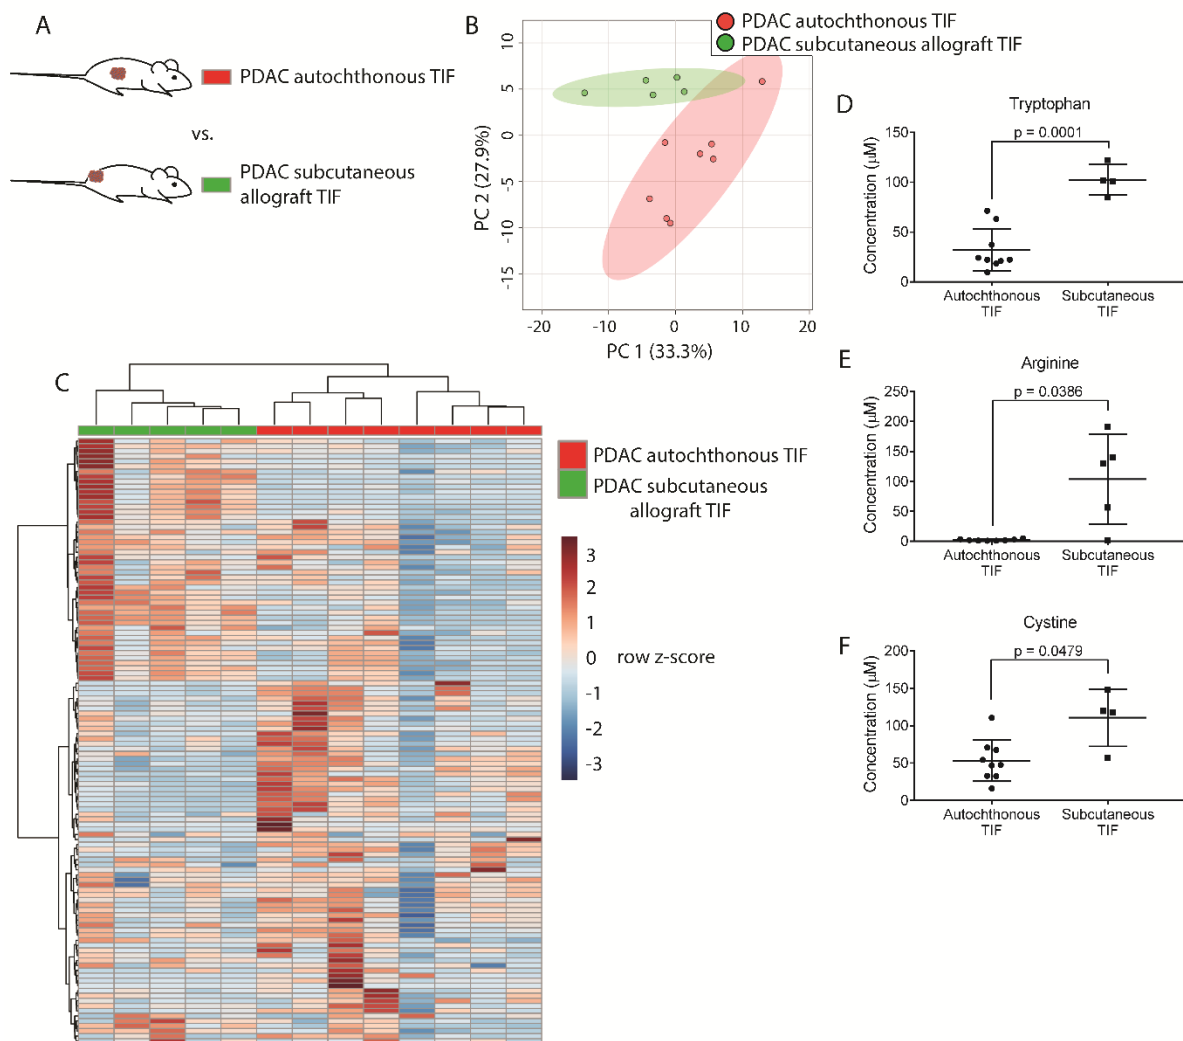 A
PDAC autochthonous TIF
vs.
PDAC subcutaneous
allograft TIF
B
PDAC autochthonous TIF
PDAC subcutaneous allograft TIF
10
5
0
-5
-10
-15
PC 2 (27.9%)
-20
-10
0
10
20
PC 1 (33.3%)
C
PDAC autochthonous TIF
PDAC subcutaneous
allograft TIF
3
2
1
0
-1
-2
-3
row z-score
D
Tryptophan
p = 0.0001
Concentration (µM)
150
100
50
0
Autochthonous
TIF
Subcutaneous
TIF
E
Arginine
p = 0.0386
Concentration (µM)
250
200
150
100
50
0
Autochthonous
TIF
Subcutaneous
TIF
F
Cystine
p = 0.0479
Concentration (µM)
200
150
100
50
0
Autochthonous
TIF
Subcutaneous
TIF